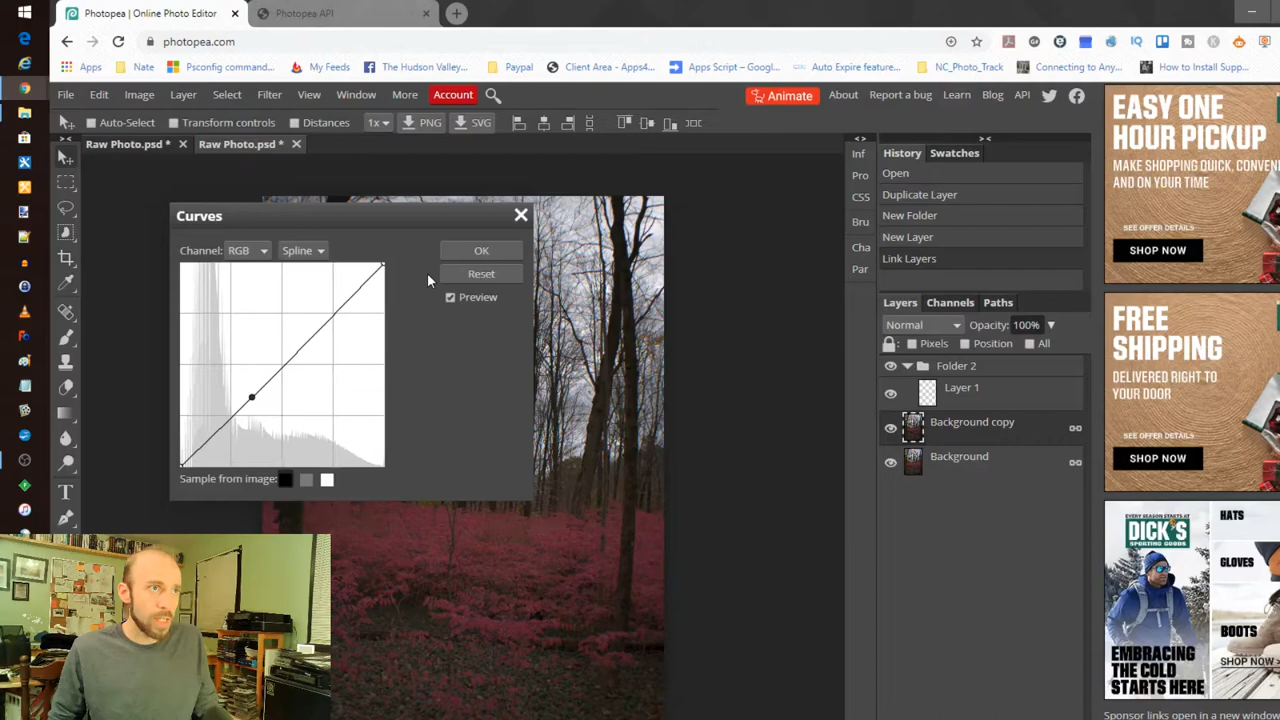 Photopea | Online Photo Editor
Photopea API
photopea.com
Apps
Nate
Psconfig command...
My Feeds
The Hudson Valley...
Paypal
Client Area - Apps4...
Apps Script – Googl...
Auto Expire feature...
NC_Photo_Track
Connecting to Any...
How to Install Supp...
File Edit Image Layer Select Filter View Window More Account
Animate
About Report a bug Learn Blog API
Auto-Select Transform controls Distances 1x PNG SVG
Raw Photo.psd *
Raw Photo.psd *
Curves
Channel: RGB Spline
OK
Reset
Preview
Sample from image:
Inf
Pro
CSS
Bru
Cha
Par
History Swatches
Open
Duplicate Layer
New Folder
New Layer
Link Layers
Layers Channels Paths
Normal Opacity: 100%
: Pixels Position All
Folder 2
Layer 1
Background copy
Background
EASY ONE
HOUR PICKUP
MAKE SHOPPING QUICK, CONVEN
AND ON YOUR TIME
SEE OFFER DETAILS
SHOP NOW
FREE
SHIPPING
DELIVERED RIGHT TO
YOUR DOOR
SEE OFFER DETAILS
SHOP NOW
EVERY SEASON STARTS AT
DICK'S
SPORTING GOODS
HATS
GLOVES
BOOTS
SHOP NOW >
EMBRACING
THE COLD
STARTS HERE
Sponsor links open in a new window